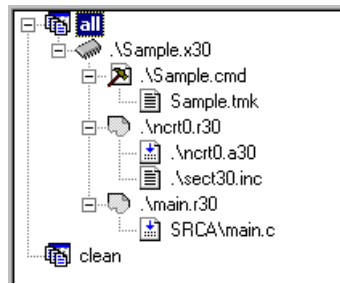 all
.\Sample.x30
.\Sample.cmd
Sample.tmk
.\ncrt0.r30
.\ncrt0.a30
.\sect30.inc
.\main.r30
SRCA\main.c
clean